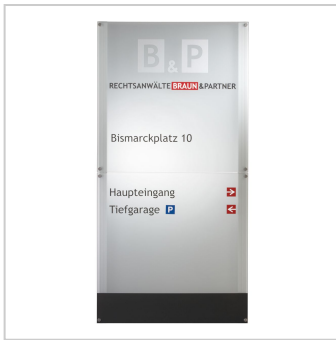 B&P
RECHTSANWÄLTE BRAUN &PARTNER
Bismarckplatz 10
Haupteingang
Tiefgarage P